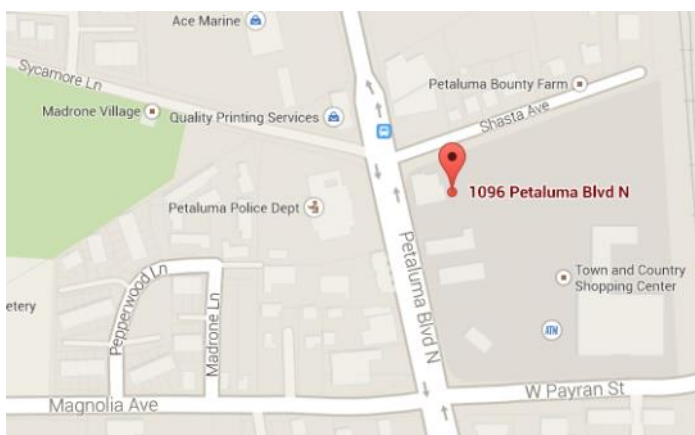 Ace Marine
Sycamore Ln
Petaluma Bounty Farm
Madrone Village
Quality Printing Services
Shasta Ave
1096 Petaluma Blvd N
Petaluma Police Dept
Petaluma Blvd N
Pepperwood Ln
Madrone Ln
Town and Country
Shopping Center
etery
ATM
W Payran St
Magnolia Ave